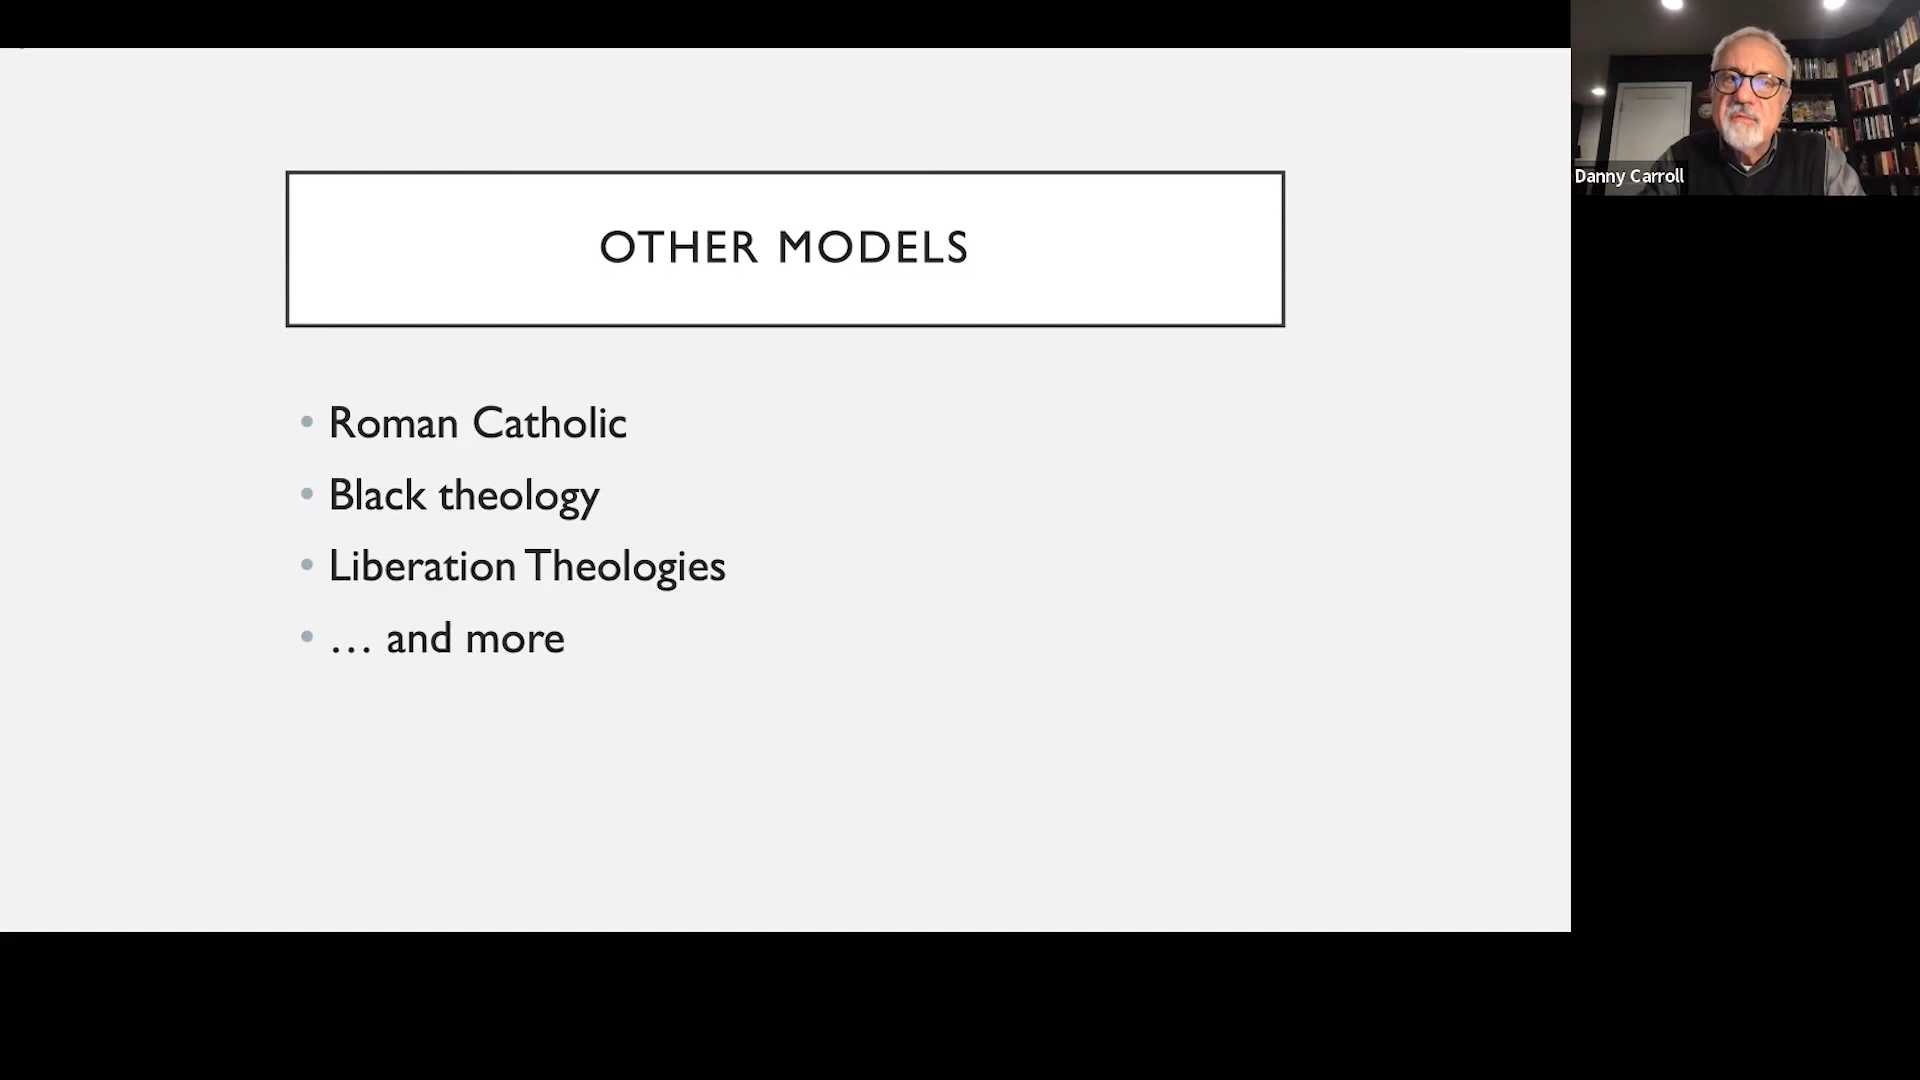 OTHER MODELS
• Roman Catholic
• Black theology
• Liberation Theologies
• … and more
Danny Carroll